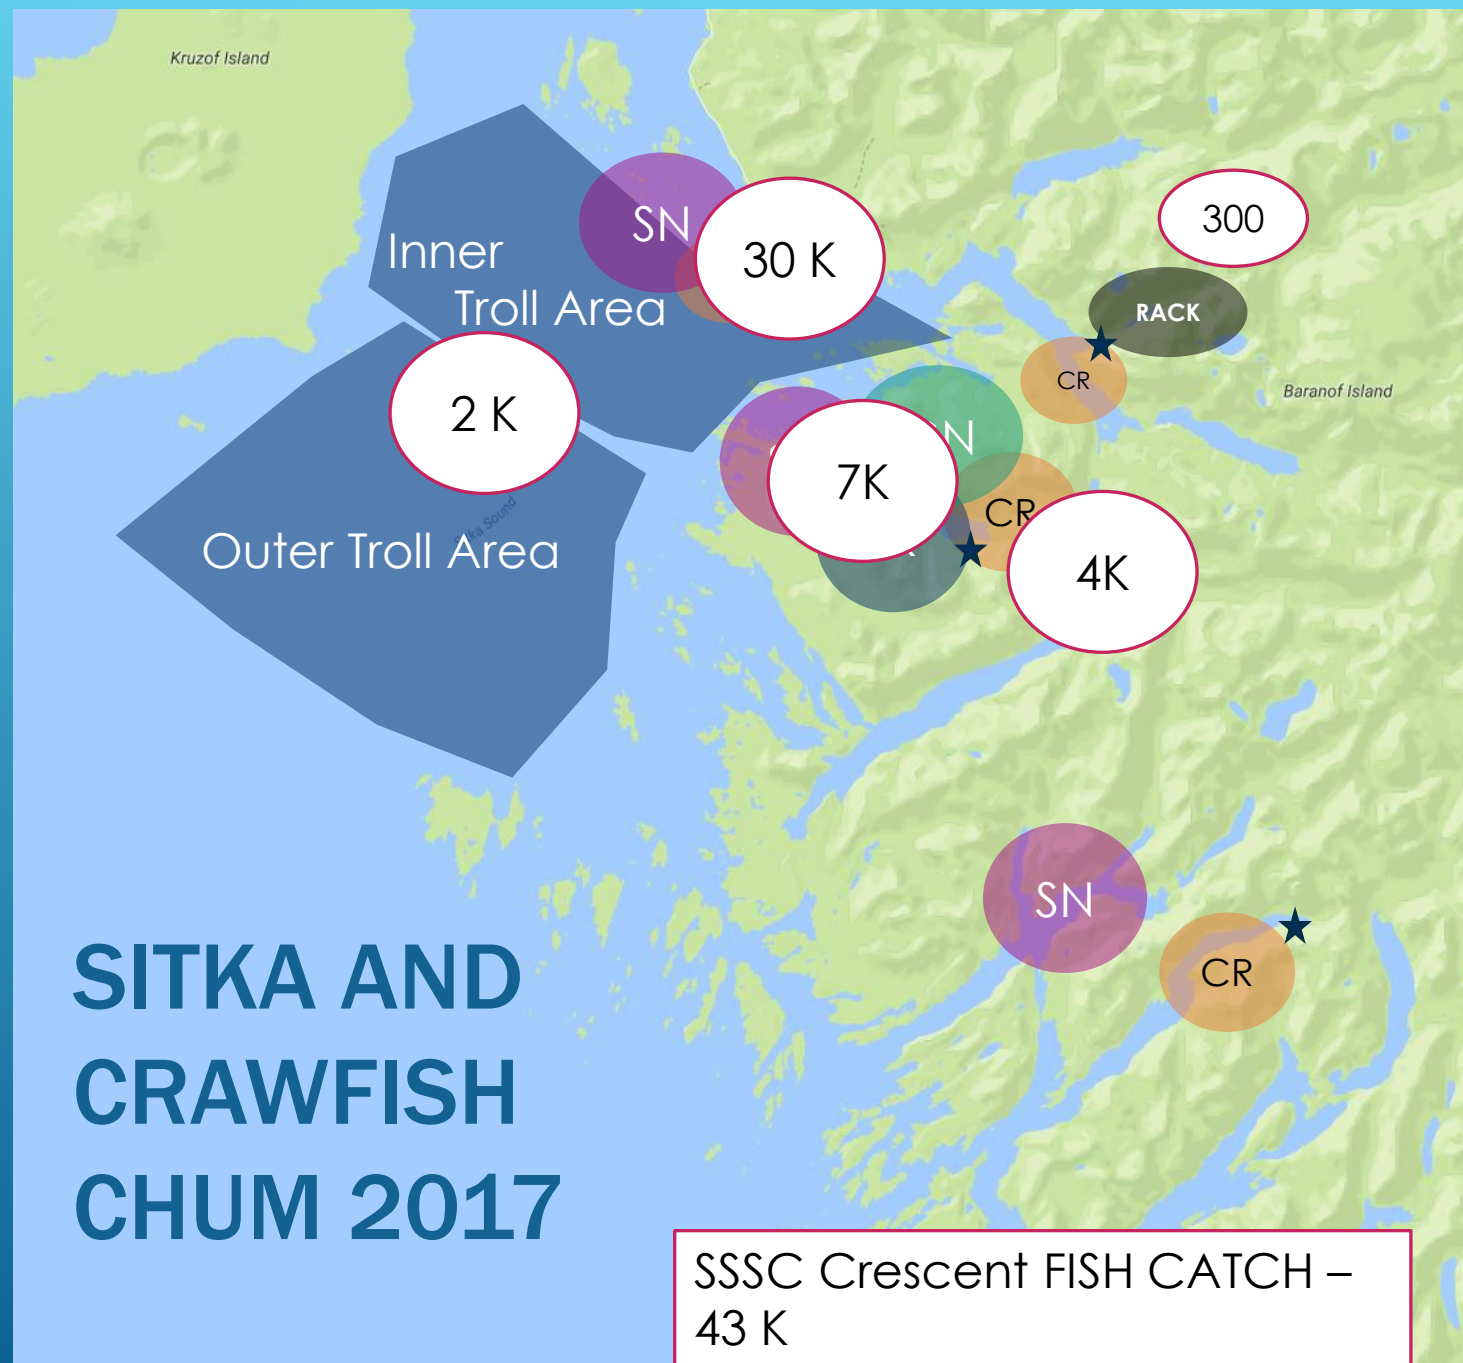 Kruzof Island
300
SN
30 K
Inner
Troll Area
RACK
CR
Baranof Island
2 K
7K
CR
4K
Outer Troll Area
SN
CR
SITKA AND
CRAWFISH
CHUM 2017
SSSC Crescent FISH CATCH –
43 K